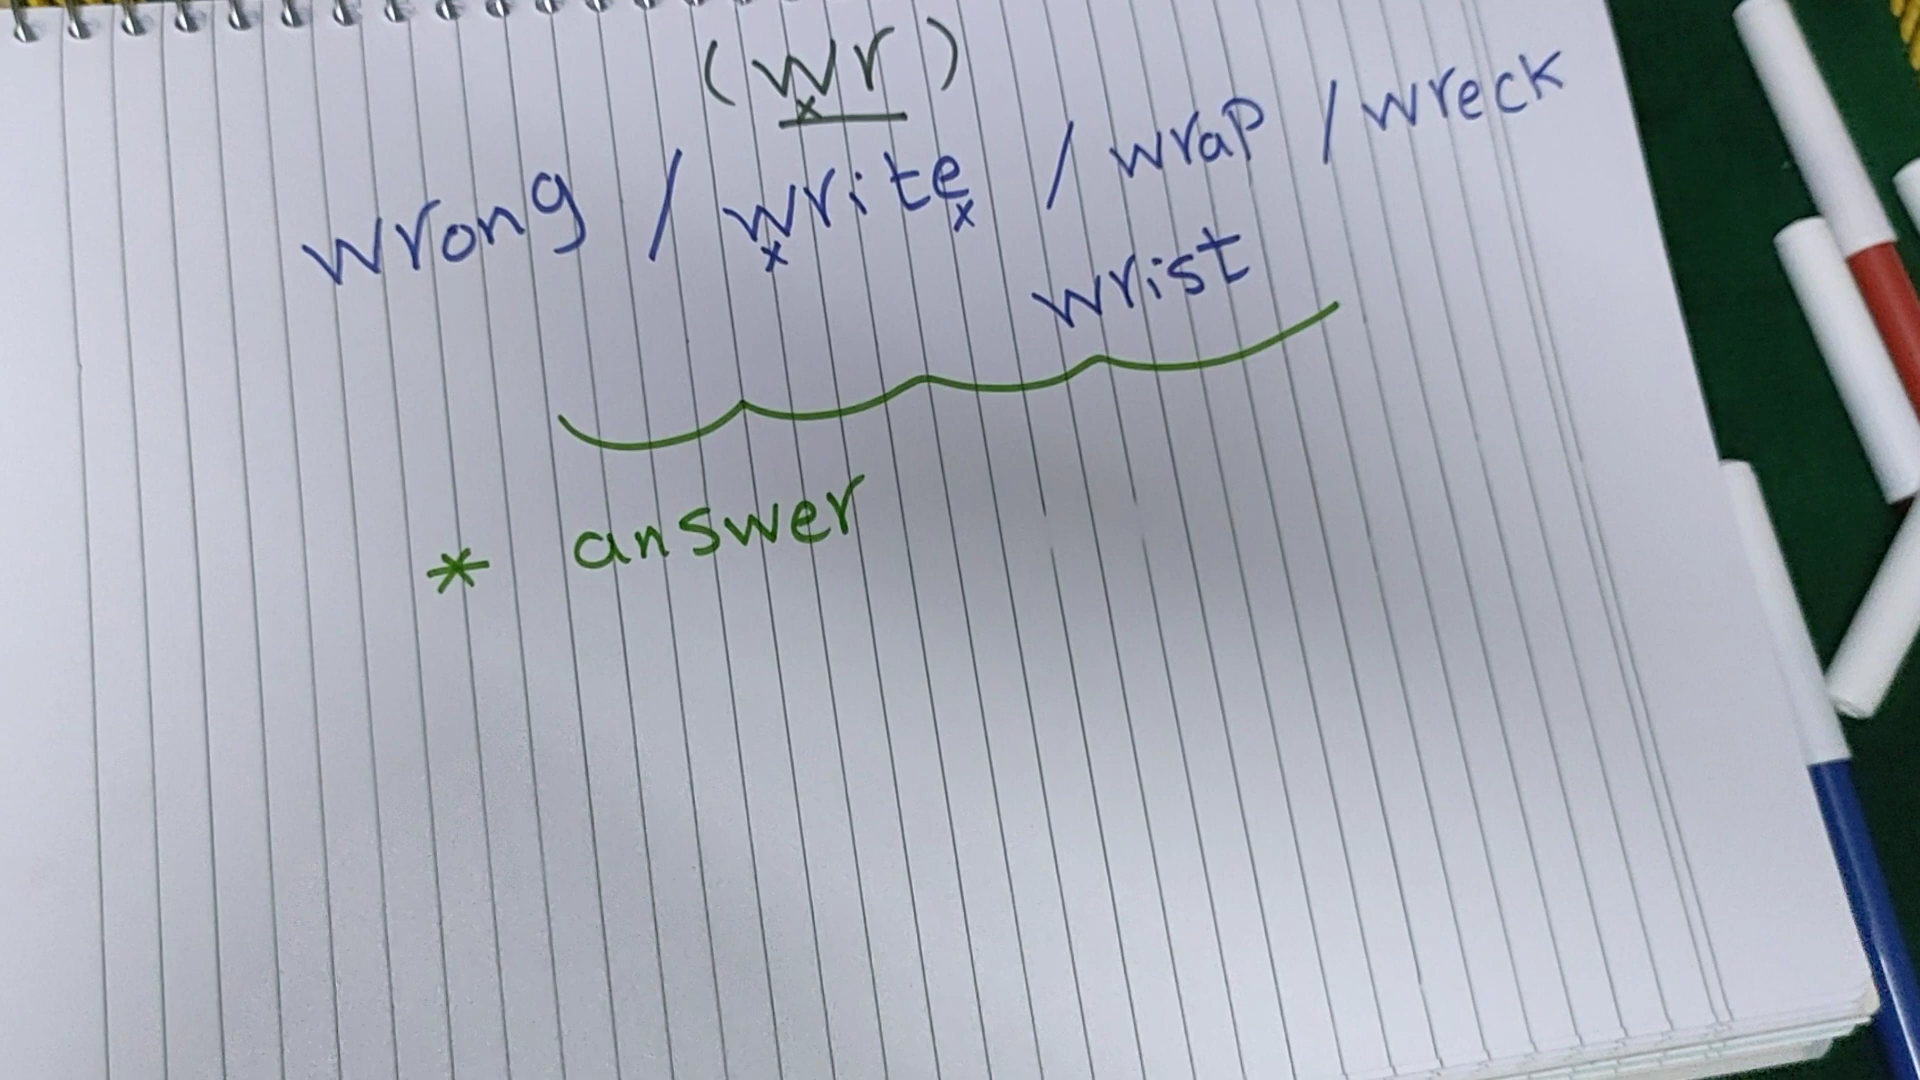 (wr)
wrong / write / wrap / wreck
wrist
* answer